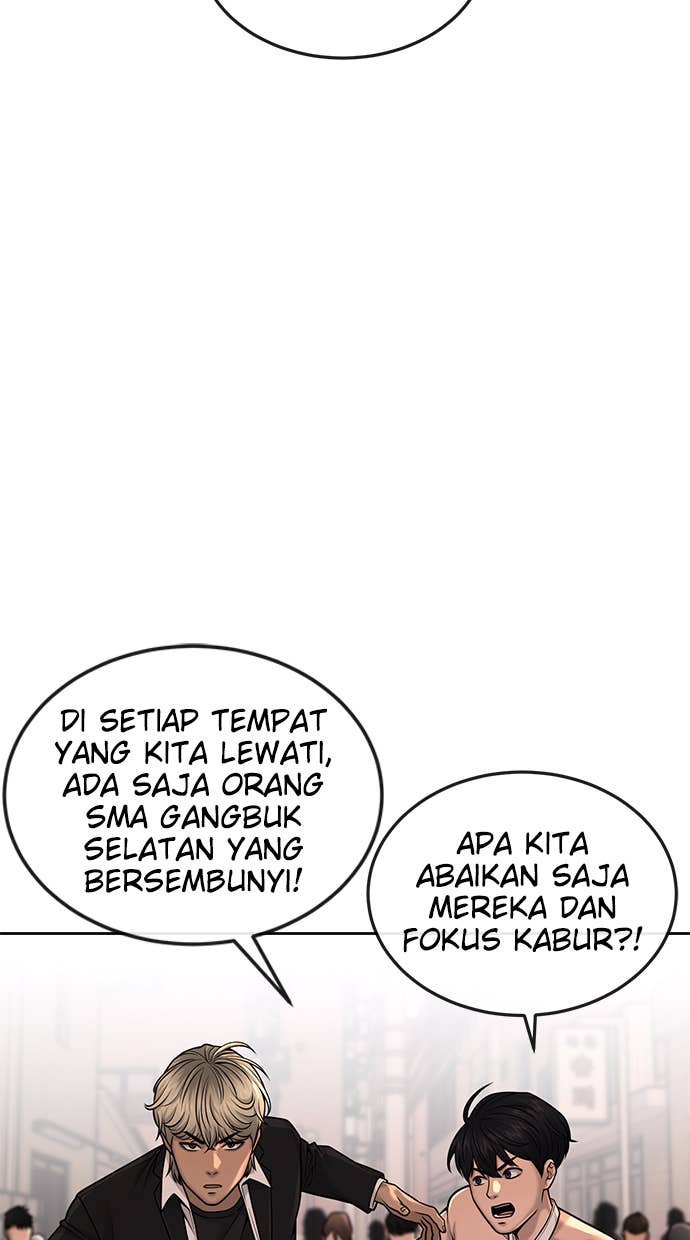 DI SETIAP TEMPAT
YANG KITA LEWATI,
ADA SAJA ORANG
SMA GANGBUK
SELATAN YANG
BERSEMBUNYI!
APA KITA
ABAIKAN SAJA
MEREKA DAN
FOKUS KABUR?!